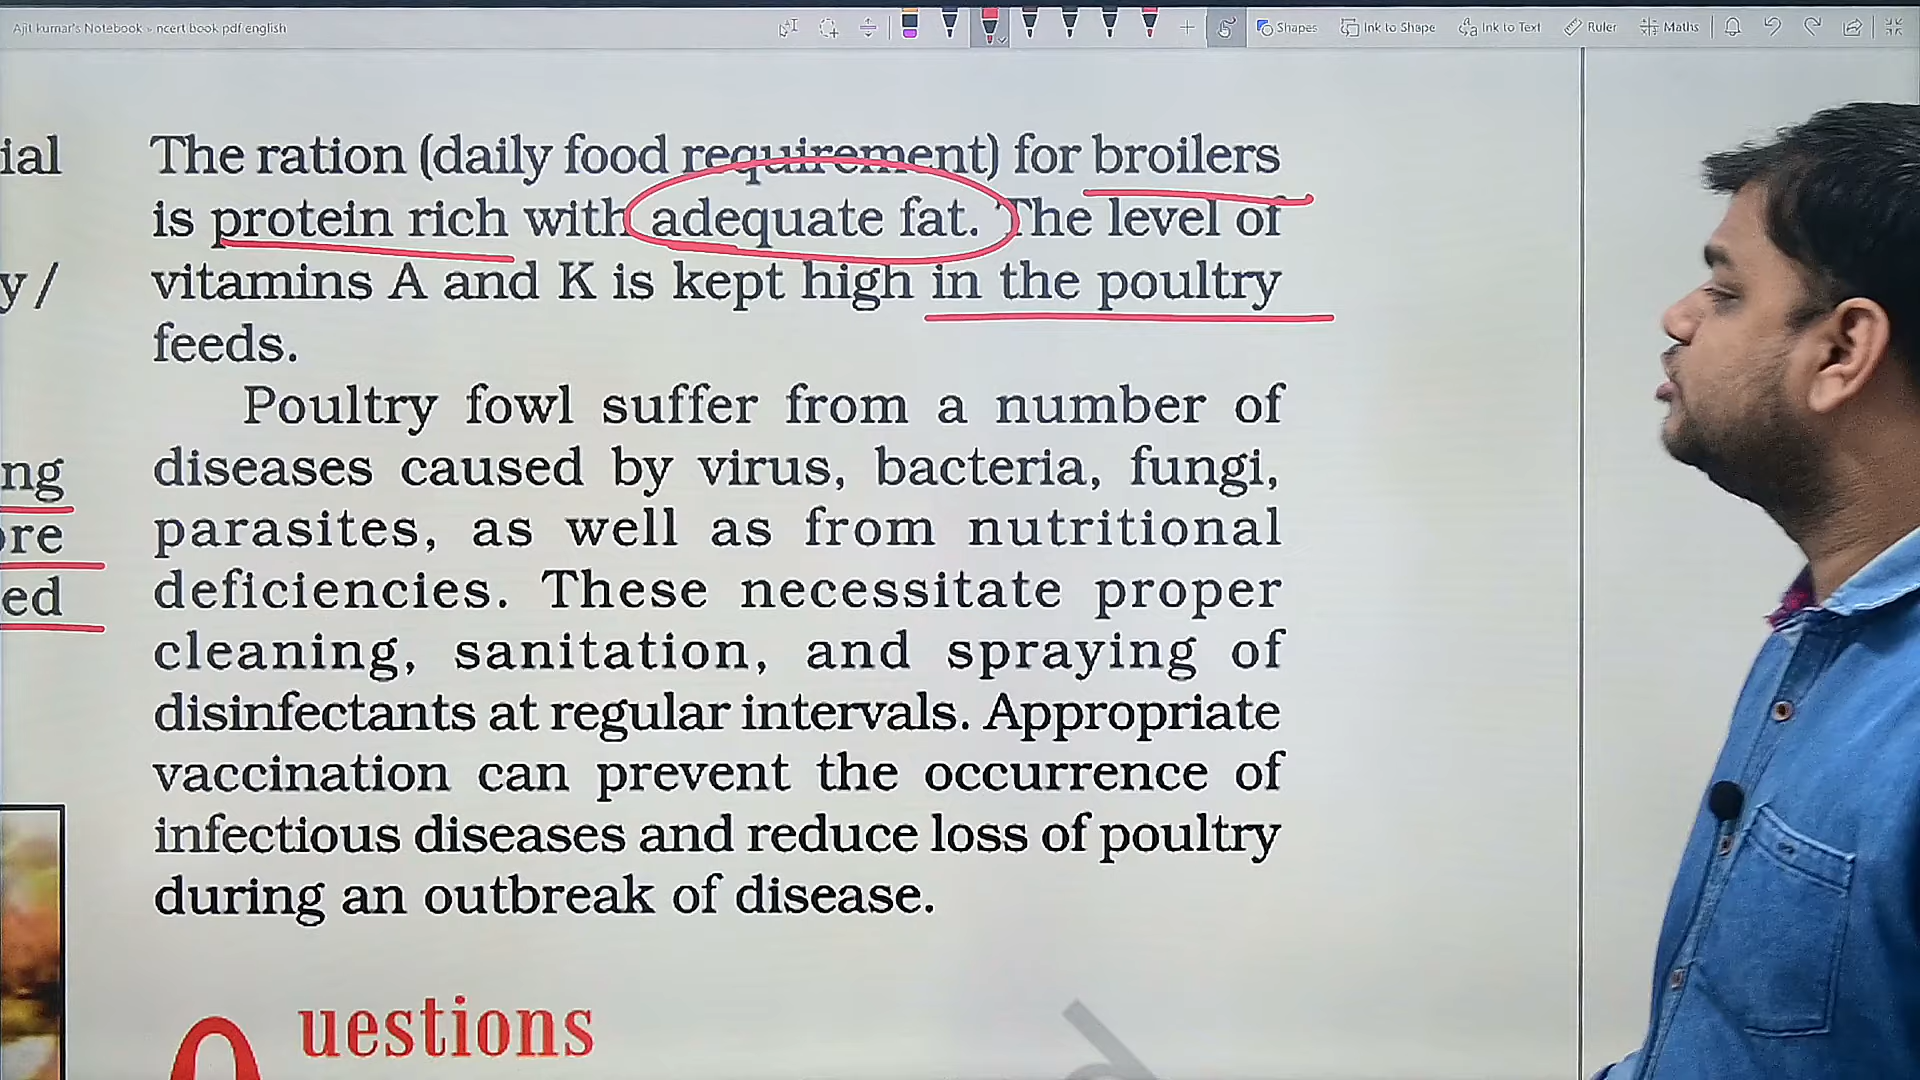 Ajit kumar's Notebook » ncert book pdf english
Shapes
Ink to Shape
Ink to Text
Ruler
Maths
ial
y/
ng
ore
ed
The ration (daily food requirement) for broilers
is protein rich with adequate fat. The level of
vitamins A and K is kept high in the poultry
feeds.
Poultry fowl suffer from a number of
diseases caused by virus, bacteria, fungi,
parasites, as well as from nutritional
deficiencies. These necessitate proper
cleaning, sanitation, and spraying of
disinfectants at regular intervals. Appropriate
vaccination can prevent the occurrence of
infectious diseases and reduce loss of poultry
during an outbreak of disease.
Questions